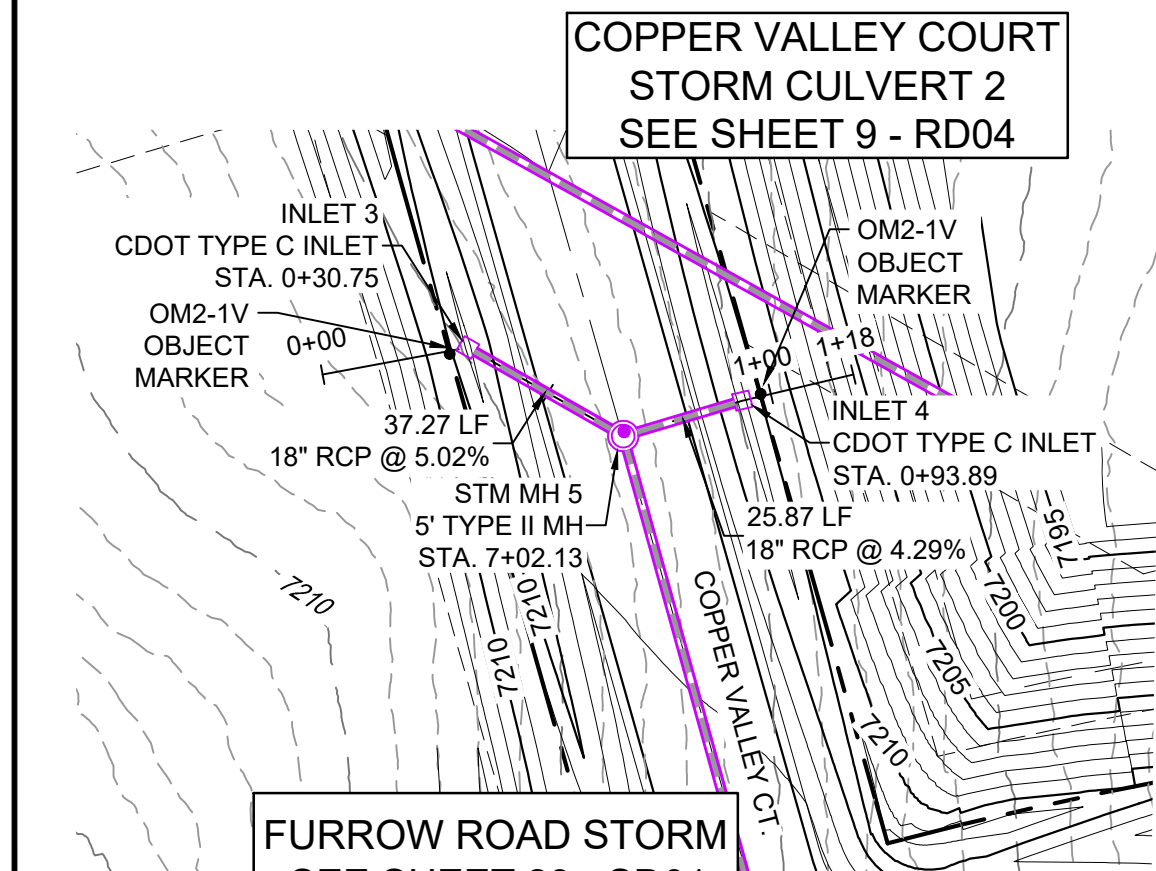 COPPER VALLEY COURT
STORM CULVERT 2
SEE SHEET 9 - RD04
INLET 3
CDOT TYPE C INLET
STA. 0+30.75
OM2-1V
OBJECT
MARKER
0+00
OM2-1V
OBJECT
MARKER
1+00
1+18
37.27 LF
18" RCP @ 5.02%
INLET 4
CDOT TYPE C INLET
STA. 0+93.89
STM MH 5
5' TYPE II MH
STA. 7+02.13
25.87 LF
18" RCP @ 4.29%
7195
7200
7205
7210
7210
7210
7210
COPPER VALLEY CT.
FURROW ROAD STORM